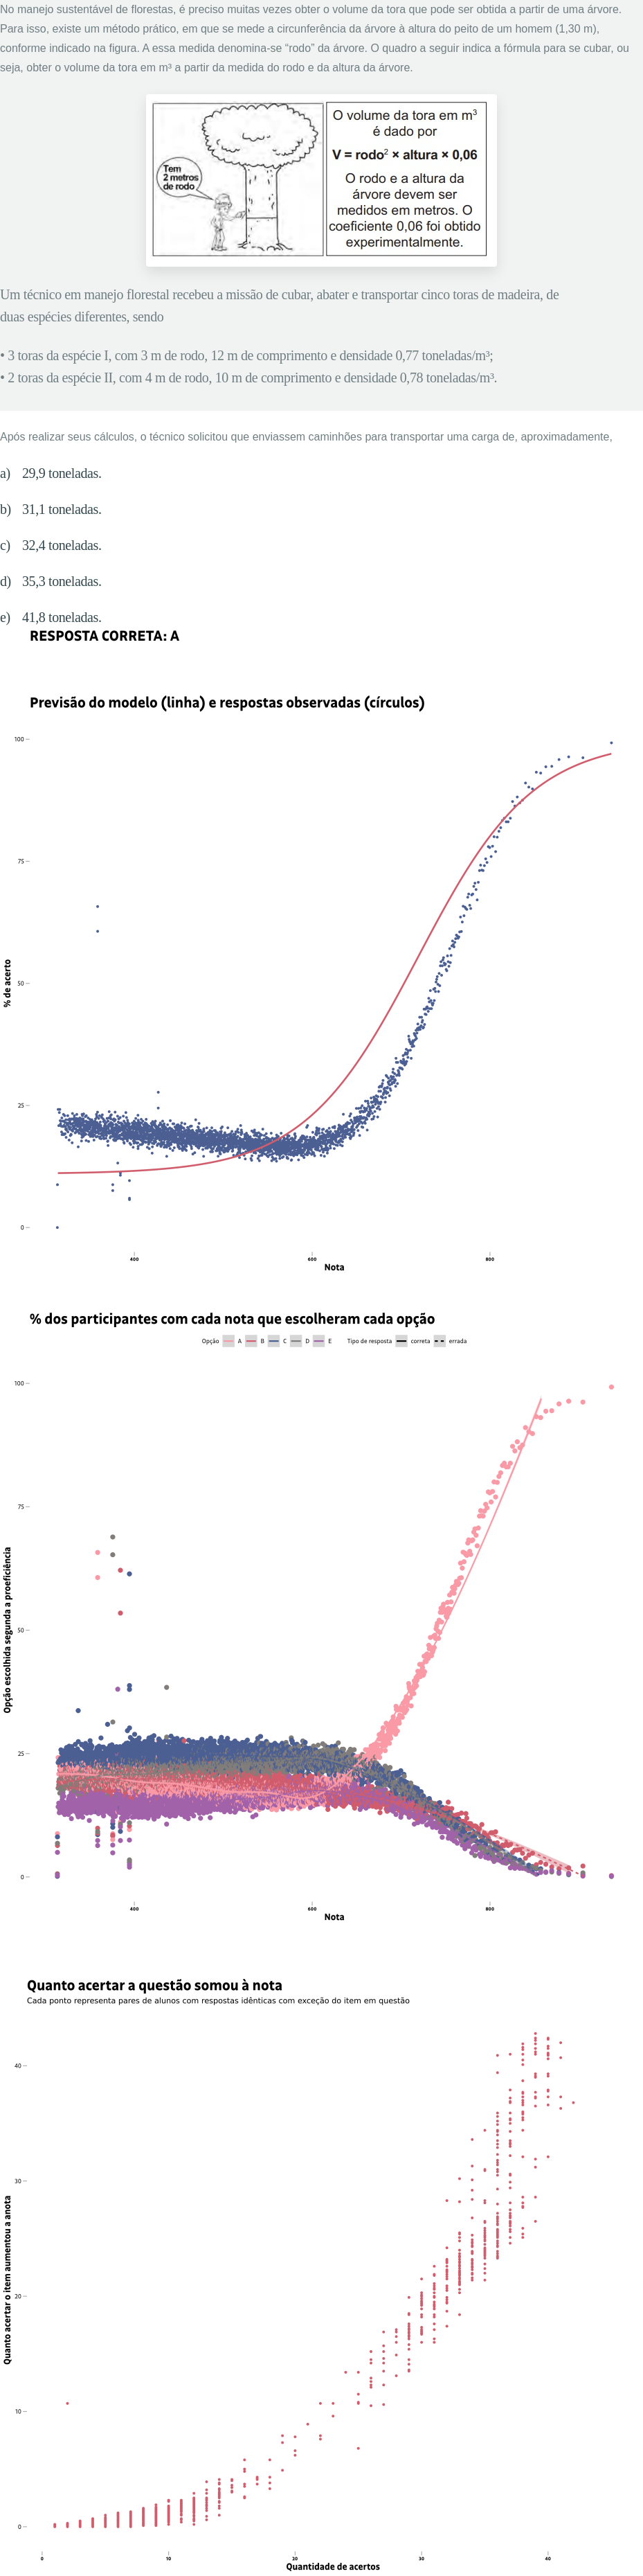 No manejo sustentável de florestas, é preciso muitas vezes obter o volume da tora que pode ser obtida a partir de uma árvore.
Para isso, existe um método prático, em que se mede a circunferência da árvore à altura do peito de um homem (1,30 m),
conforme indicado na figura. A essa medida denomina-se “rodo” da árvore. O quadro a seguir indica a fórmula para se cubar, ou
seja, obter o volume da tora em m³ a partir da medida do rodo e da altura da árvore.
Tem
2 metros
de rodo
O volume da tora em m³
é dado por
V = rodo² × altura × 0,06
O rodo e a altura da
árvore devem ser
medidos em metros. O
coeficiente 0,06 foi obtido
experimentalmente.
Um técnico em manejo florestal recebeu a missão de cubar, abater e transportar cinco toras de madeira, de
duas espécies diferentes, sendo
• 3 toras da espécie I, com 3 m de rodo, 12 m de comprimento e densidade 0,77 toneladas/m³;
• 2 toras da espécie II, com 4 m de rodo, 10 m de comprimento e densidade 0,78 toneladas/m³.
Após realizar seus cálculos, o técnico solicitou que enviassem caminhões para transportar uma carga de, aproximadamente,
a) 29,9 toneladas.
b) 31,1 toneladas.
c) 32,4 toneladas.
d) 35,3 toneladas.
e) 41,8 toneladas.
RESPOSTA CORRETA: A
Previsão do modelo (linha) e respostas observadas (círculos)
100
75
50
25
0
% de acerto
400 600 800
Nota
% dos participantes com cada nota que escolheram cada opção
Opção A B C D E Tipo de resposta correta errada
100
75
50
25
0
Opção escolhida segunda a proeficiência
400 600 800
Nota
Quanto acertar a questão somou à nota
Cada ponto representa pares de alunos com respostas idênticas com exceção do item em questão
40
30
20
10
0
Quanto acertar o item aumentou a anota
0 10 20 30 40
Quantidade de acertos